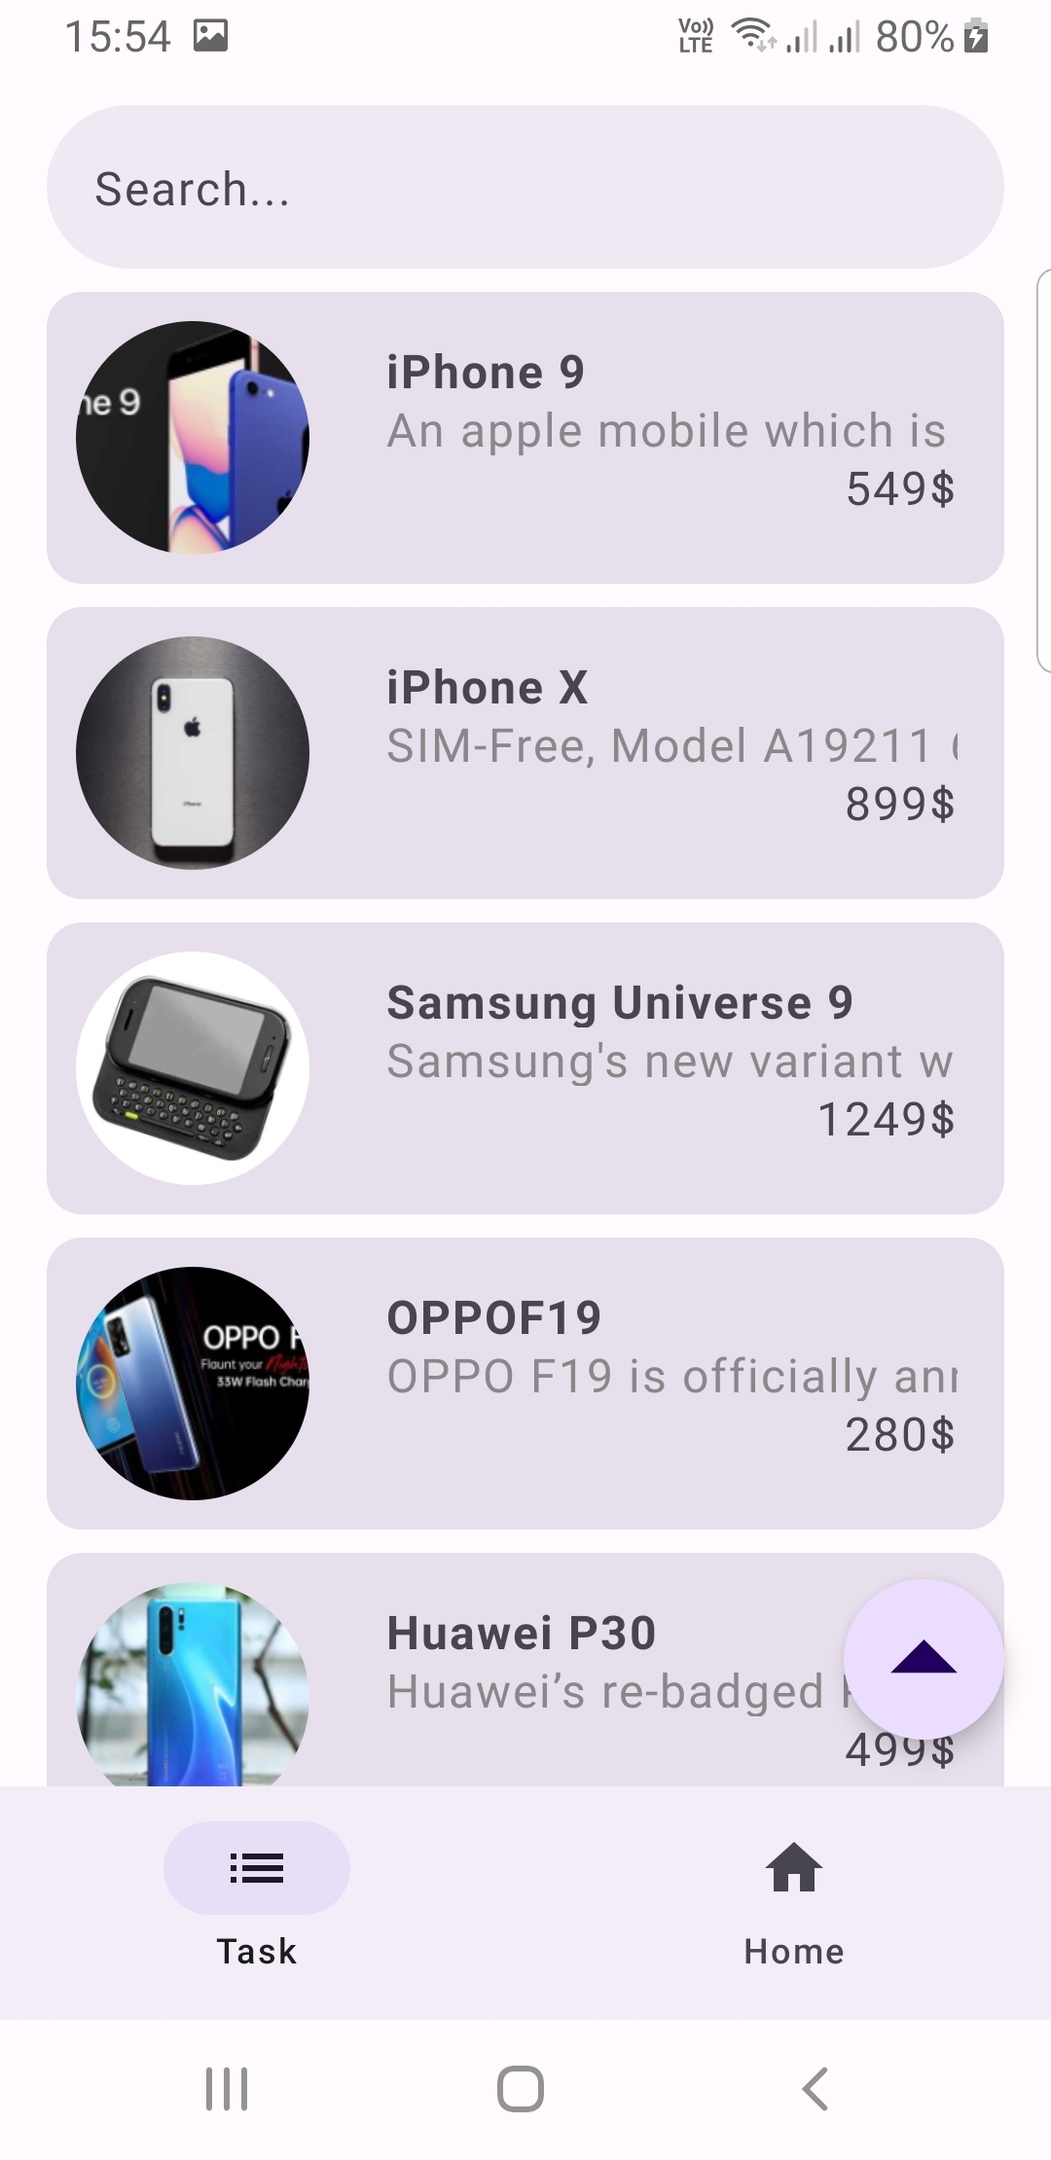 15:54 Vo)) LTE 80%
Search...
ne 9
iPhone 9
An apple mobile which is
549$
iPhone X
SIM-Free, Model A19211
899$
iPhone
Samsung Universe 9
Samsung's new variant w
1249$
OPPO F
Flaunt your
33W Flash Char
OPPOF19
OPPO F19 is officially ann
280$
Huawei P30
Huawei’s re-badged
499$
Task
Home